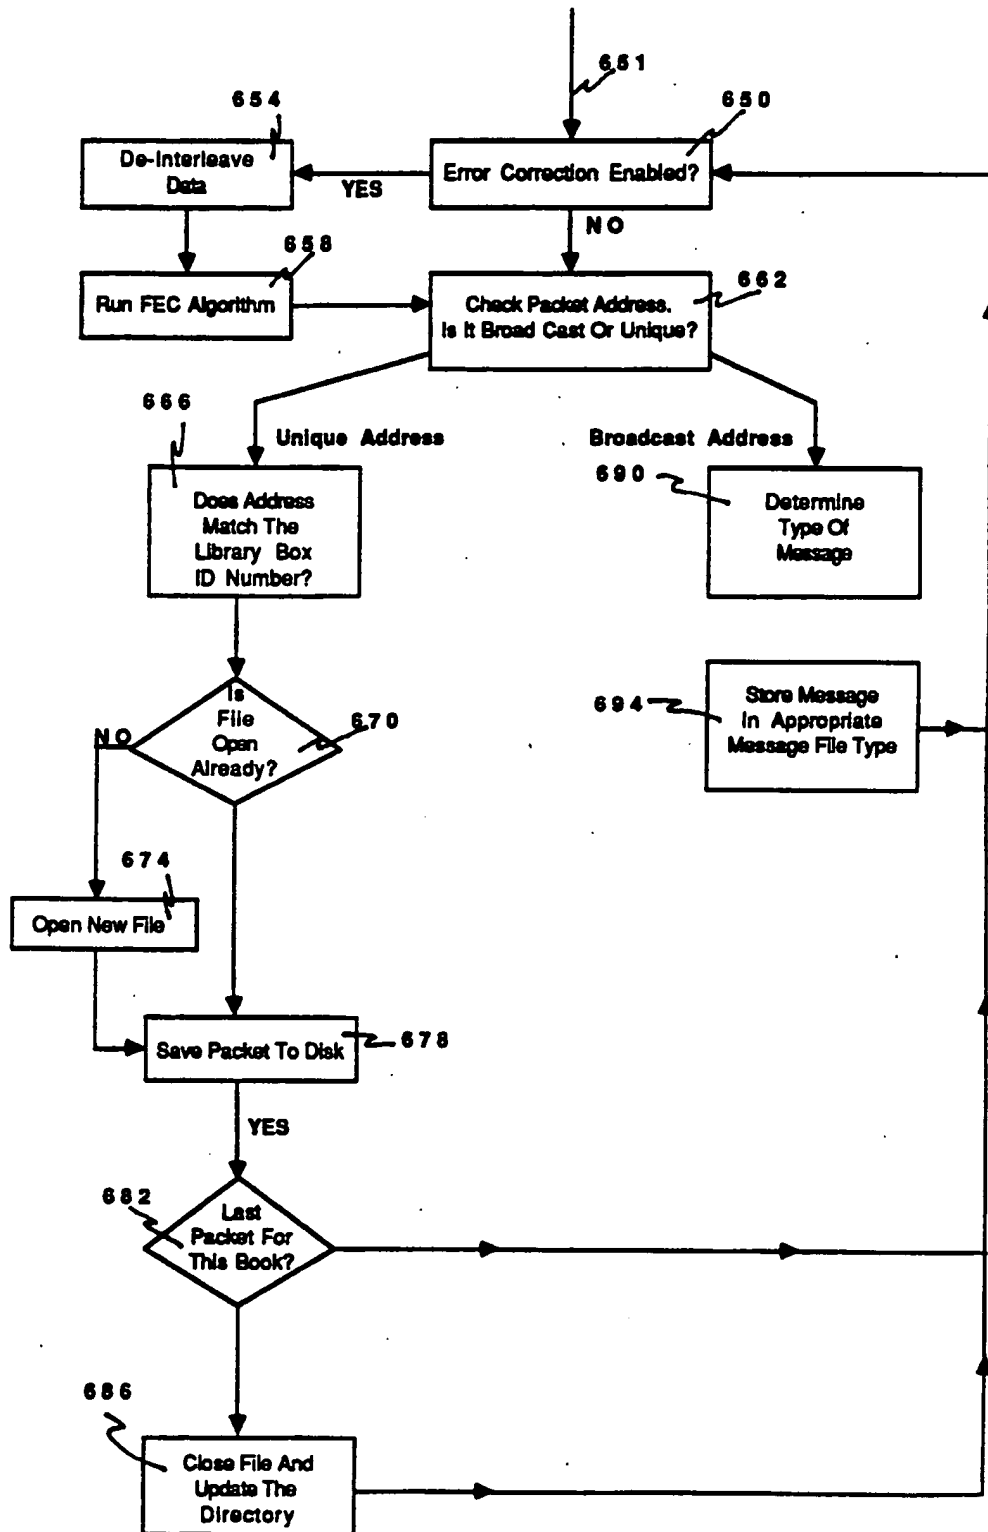 651
654
650
De-Interleave
Data
YES
Error Correction Enabled?
NO
658
662
Run FEC Algorithm
Check Packet Address.
Is It Broad Cast Or Unique?
666
Unique Address
Broadcast Address
690
Does Address
Match The
Library Box
ID Number?
Determine
Type Of
Message
Is
File
Open
Already?
670
NO
694
Store Message
In Appropriate
Message File Type
674
Open New File
Save Packet To Disk
678
YES
682
Last
Packet For
This Book?
686
Close File And
Update The
Directory